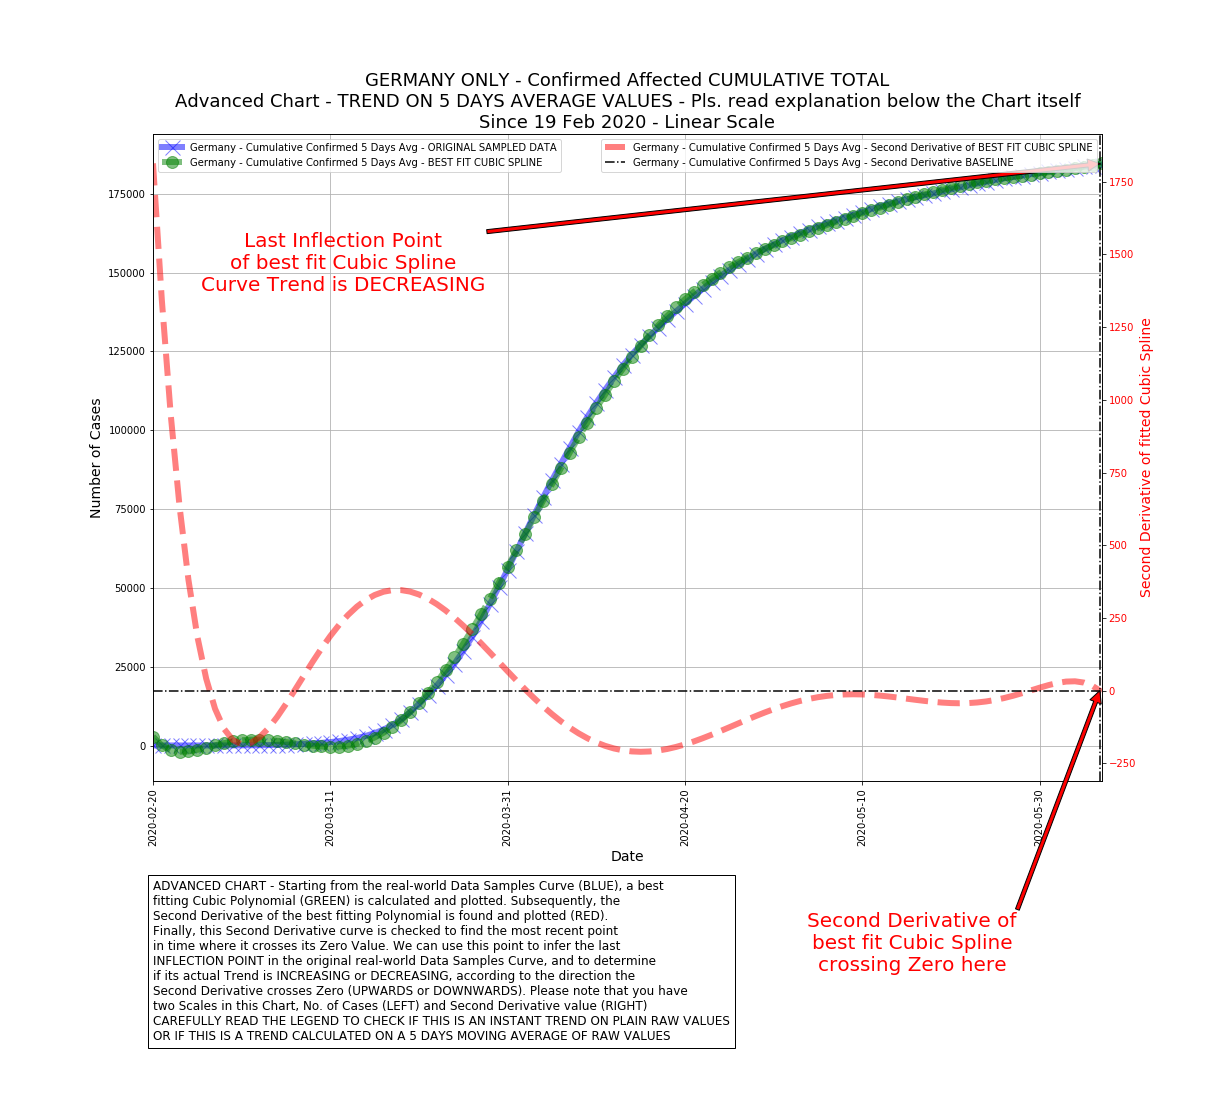 GERMANY ONLY - Confirmed Affected CUMULATIVE TOTAL
Advanced Chart - TREND ON 5 DAYS AVERAGE VALUES - Pls. read explanation below the Chart itself
Since 19 Feb 2020 - Linear Scale
Germany - Cumulative Confirmed 5 Days Avg - ORIGINAL SAMPLED DATA
Germany - Cumulative Confirmed 5 Days Avg - BEST FIT CUBIC SPLINE
Germany - Cumulative Confirmed 5 Days Avg - Second Derivative of BEST FIT CUBIC SPLINE
Germany - Cumulative Confirmed 5 Days Avg - Second Derivative BASELINE
Last Inflection Point
of best fit Cubic Spline
Curve Trend is DECREASING
Number of Cases
175000
150000
125000
100000
75000
50000
25000
0
1750
1500
1250
1000
750
500
250
0
−250
Second Derivative of fitted Cubic Spline
2020-02-20
2020-03-11
2020-03-31
2020-04-20
2020-05-10
2020-05-30
Date
ADVANCED CHART - Starting from the real-world Data Samples Curve (BLUE), a best
fitting Cubic Polynomial (GREEN) is calculated and plotted. Subsequently, the
Second Derivative of the best fitting Polynomial is found and plotted (RED).
Finally, this Second Derivative curve is checked to find the most recent point
in time where it crosses its Zero Value. We can use this point to infer the last
INFLECTION POINT in the original real-world Data Samples Curve, and to determine
if its actual Trend is INCREASING or DECREASING, according to the direction the
Second Derivative crosses Zero (UPWARDS or DOWNWARDS). Please note that you have
two Scales in this Chart, No. of Cases (LEFT) and Second Derivative value (RIGHT)
CAREFULLY READ THE LEGEND TO CHECK IF THIS IS AN INSTANT TREND ON PLAIN RAW VALUES
OR IF THIS IS A TREND CALCULATED ON A 5 DAYS MOVING AVERAGE OF RAW VALUES
Second Derivative of
best fit Cubic Spline
crossing Zero here